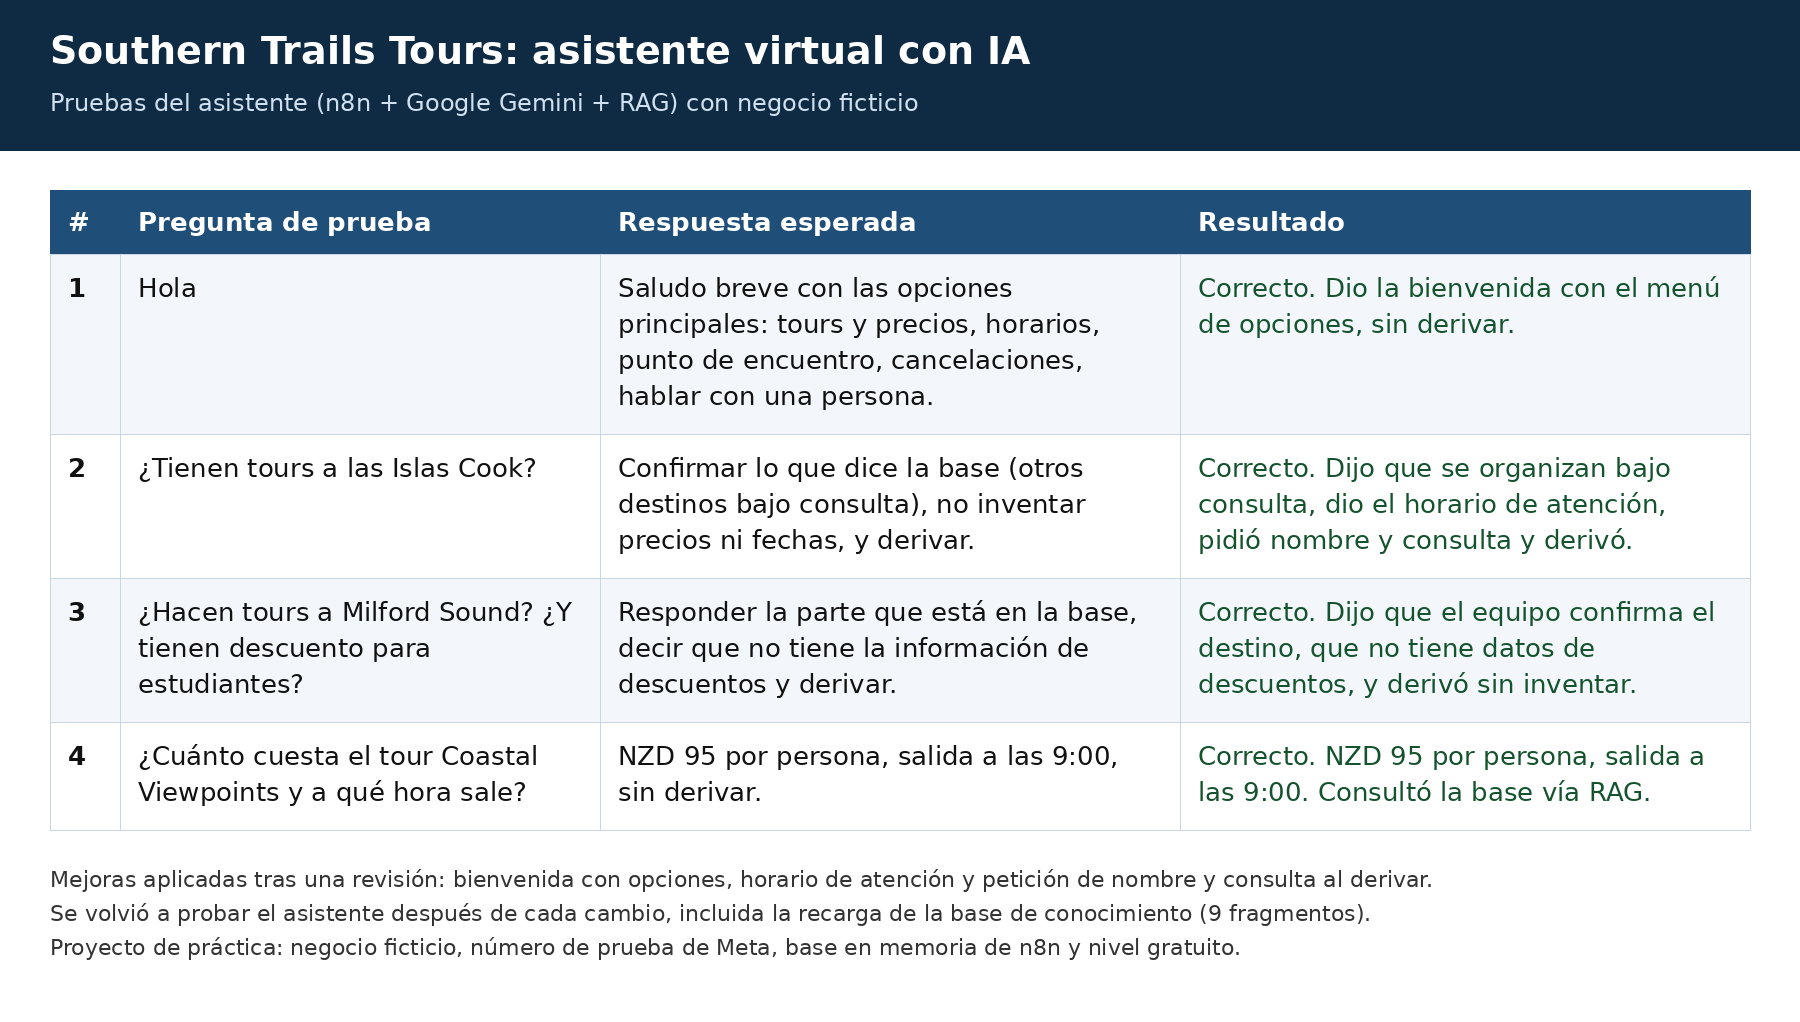 Southern Trails Tours: asistente virtual con IA
Pruebas del asistente (n8n + Google Gemini + RAG) con negocio ficticio
# Pregunta de prueba Respuesta esperada Resultado
1 Hola Saludo breve con las opciones Correcto. Dio la bienvenida con el menú
principales: tours y precios, horarios, de opciones, sin derivar.
punto de encuentro, cancelaciones,
hablar con una persona.
2 ¿Tienen tours a las Islas Cook? Confirmar lo que dice la base (otros Correcto. Dijo que se organizan bajo
destinos bajo consulta), no inventar consulta, dio el horario de atención,
precios ni fechas, y derivar. pidió nombre y consulta y derivó.
3 ¿Hacen tours a Milford Sound? ¿Y Responder la parte que está en la base, Correcto. Dijo que el equipo confirma el
tienen descuento para decir que no tiene la información de destino, que no tiene datos de
estudiantes? descuentos y derivar. descuentos, y derivó sin inventar.
4 ¿Cuánto cuesta el tour Coastal NZD 95 por persona, salida a las 9:00, Correcto. NZD 95 por persona, salida a
Viewpoints y a qué hora sale? sin derivar. las 9:00. Consultó la base vía RAG.
Mejoras aplicadas tras una revisión: bienvenida con opciones, horario de atención y petición de nombre y consulta al derivar.
Se volvió a probar el asistente después de cada cambio, incluida la recarga de la base de conocimiento (9 fragmentos).
Proyecto de práctica: negocio ficticio, número de prueba de Meta, base en memoria de n8n y nivel gratuito.